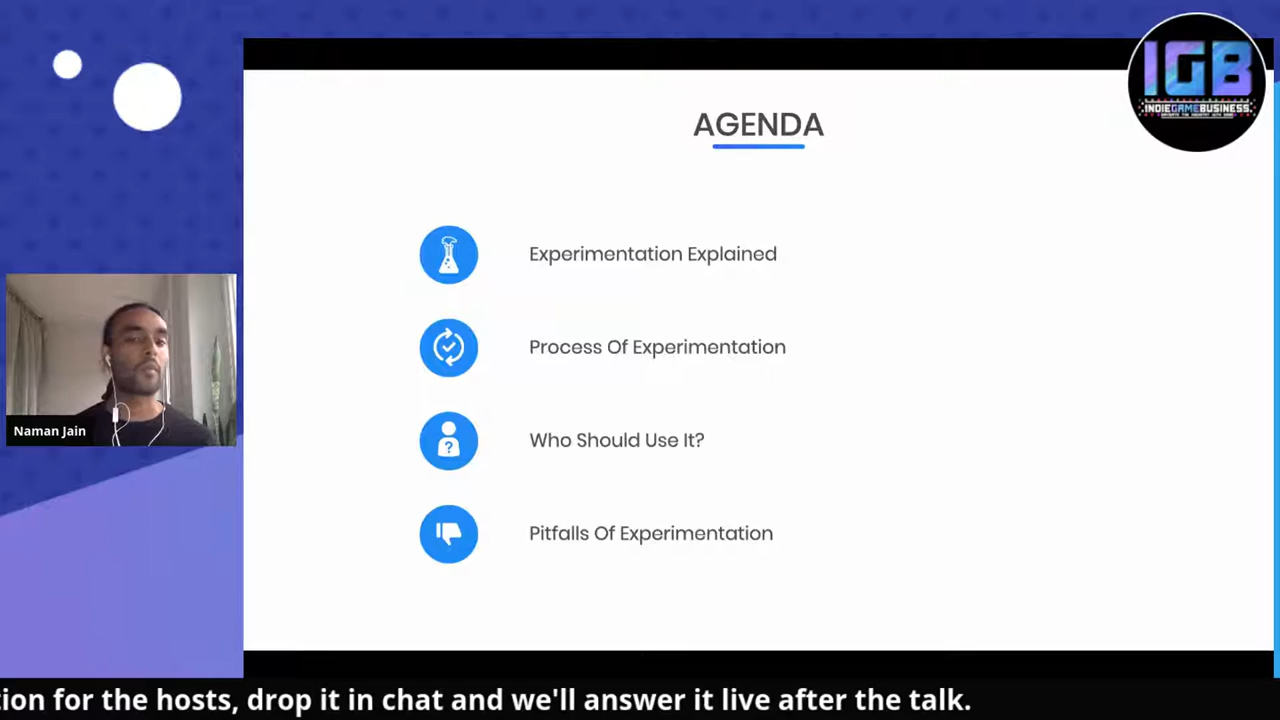 AGENDA
Experimentation Explained
Process Of Experimentation
Who Should Use It?
Pitfalls Of Experimentation
IGB
INDIEGAMEBUSINESS
Naman Jain
tion for the hosts, drop it in chat and we'll answer it live after the talk.